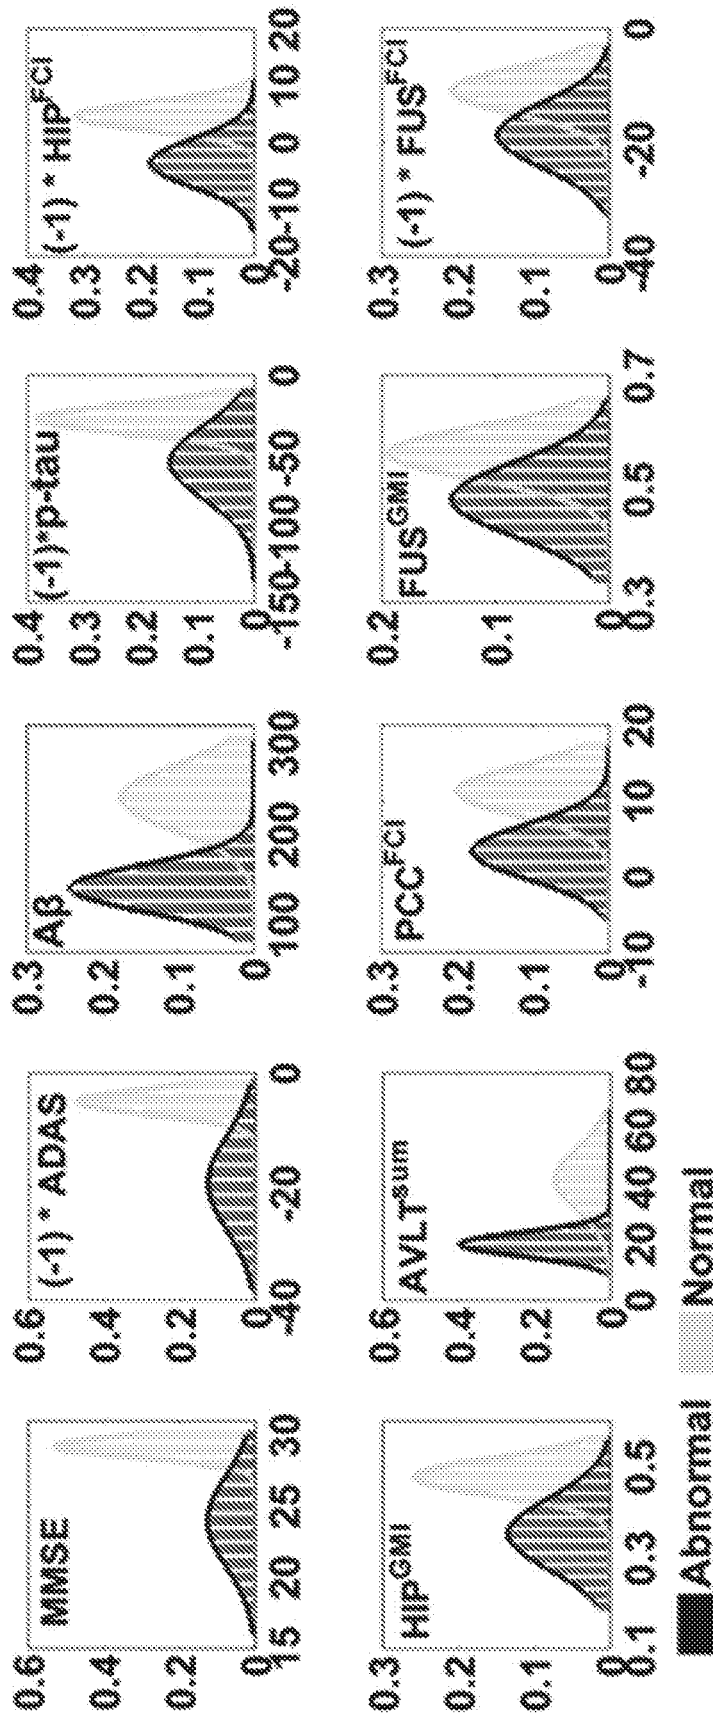 MMSE
0.6
0.4
0.2
0
15 20 25 30
(-1) * ADAS
0.6
0.4
0.2
0
-40 -20 0
Aβ
0.3
0.2
0.1
0
100 200 300
(-1)*p-tau
0.4
0.3
0.2
0.1
0
-150 -100 -50 0
(-1) * HIP^FCI
0.4
0.3
0.2
0.1
0
-20 -10 0 10 20
HIP^GMI
0.3
0.2
0.1
0
0.1 0.3 0.5
AVLT^sum
0.6
0.4
0.2
0
0 20 40 60 80
PCC^FCI
0.3
0.2
0.1
0
-10 0 10 20
FUS^GMI
0.2
0.1
0
0.3 0.5 0.7
(-1) * FUS^FCI
0.3
0.2
0.1
0
-40 -20 0
Abnormal Normal